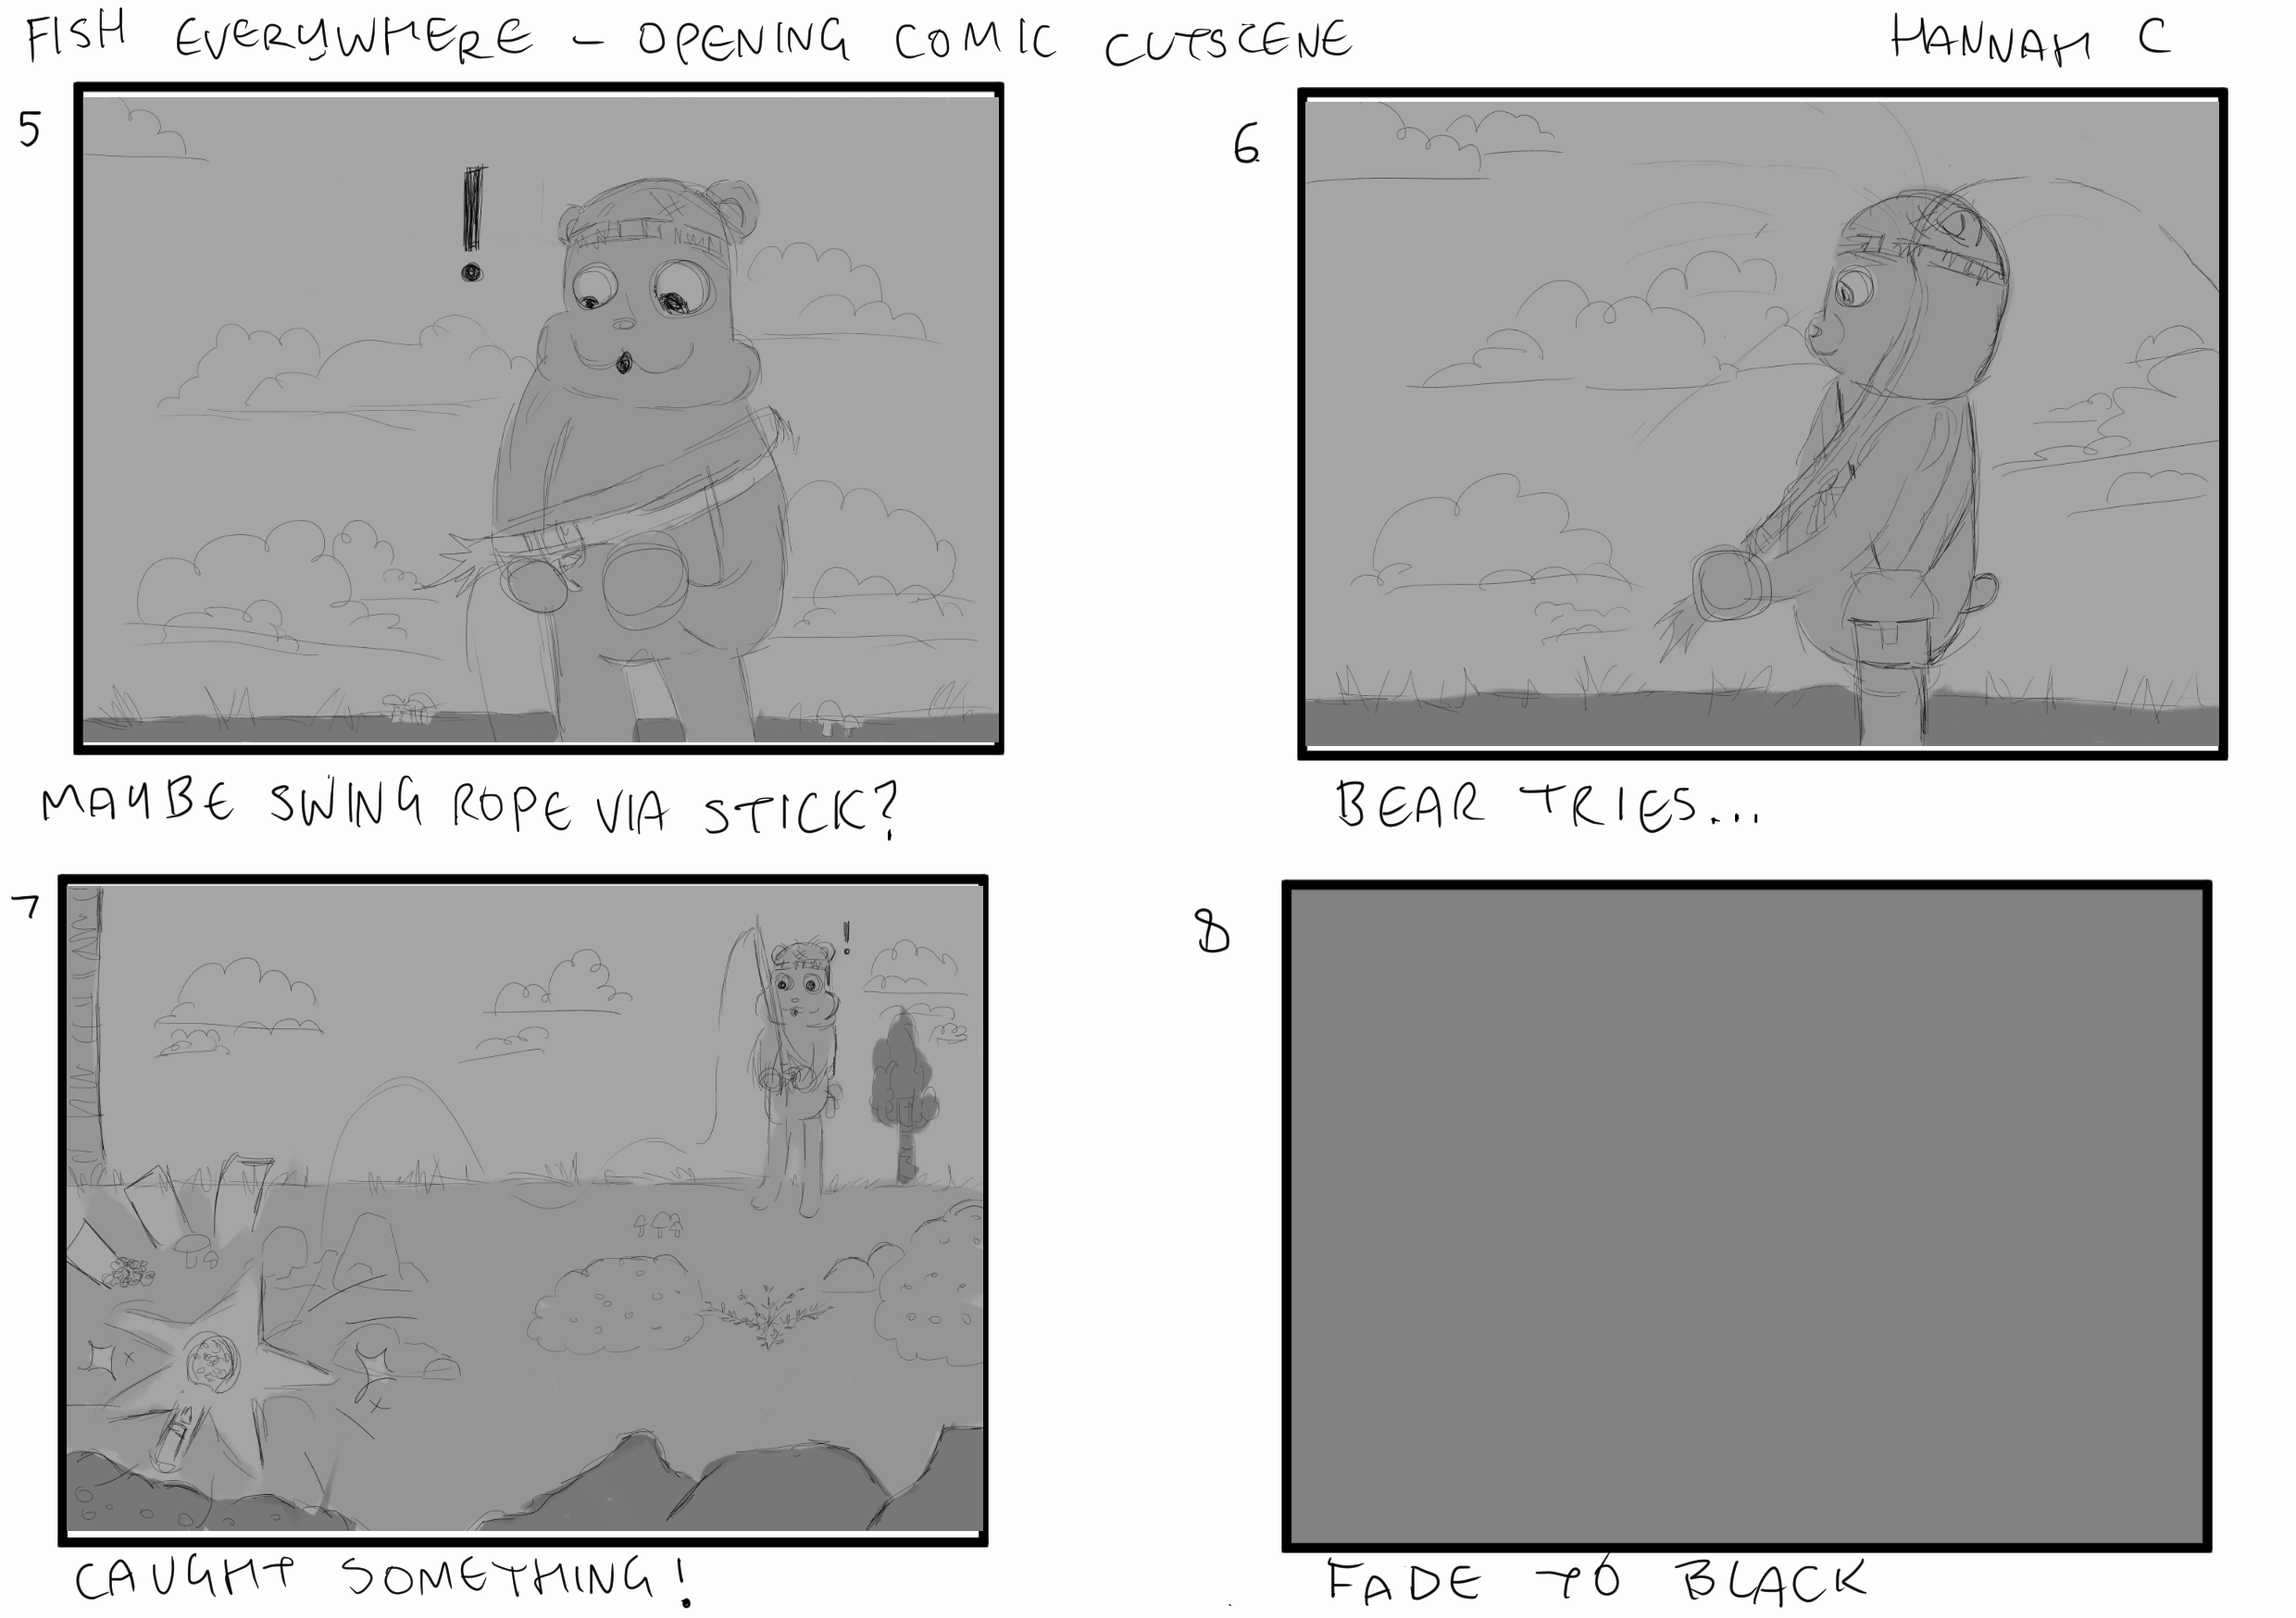 FISH EVERYWHERE - OPENING COMIC CUTSCENE
HANNAH C
5
!
6
MAYBE SWING ROPE VIA STICK?
BEAR TRIES...
7
!
8
CAUGHT SOMETHING!
FADE TO BLACK